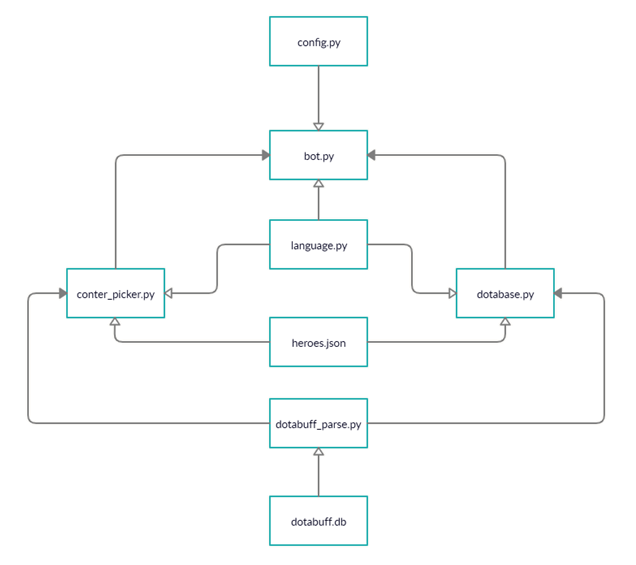 config.py
bot.py
language.py
conter_picker.py
dotabase.py
heroes.json
dotabuff_parse.py
dotabuff.db